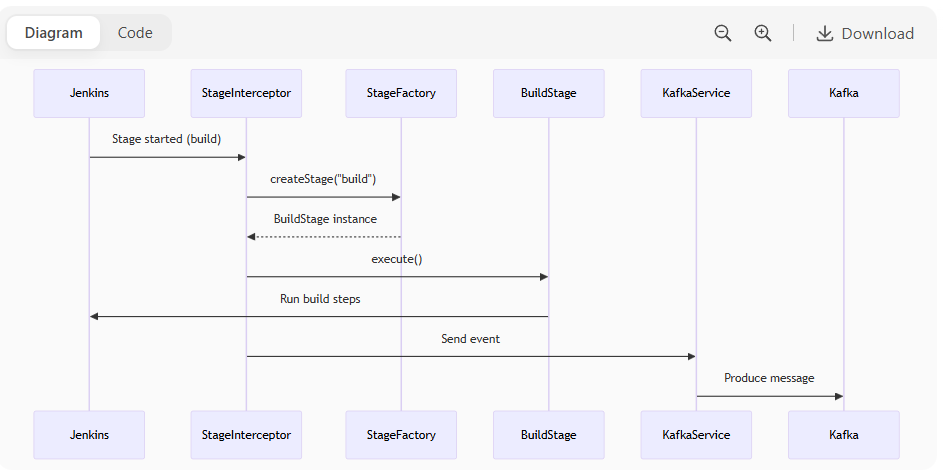 Diagram
Code
Download
Jenkins
StageInterceptor
StageFactory
BuildStage
KafkaService
Kafka
Stage started (build)
createStage("build")
BuildStage instance
execute()
Run build steps
Send event
Produce message
Jenkins
StageInterceptor
StageFactory
BuildStage
KafkaService
Kafka